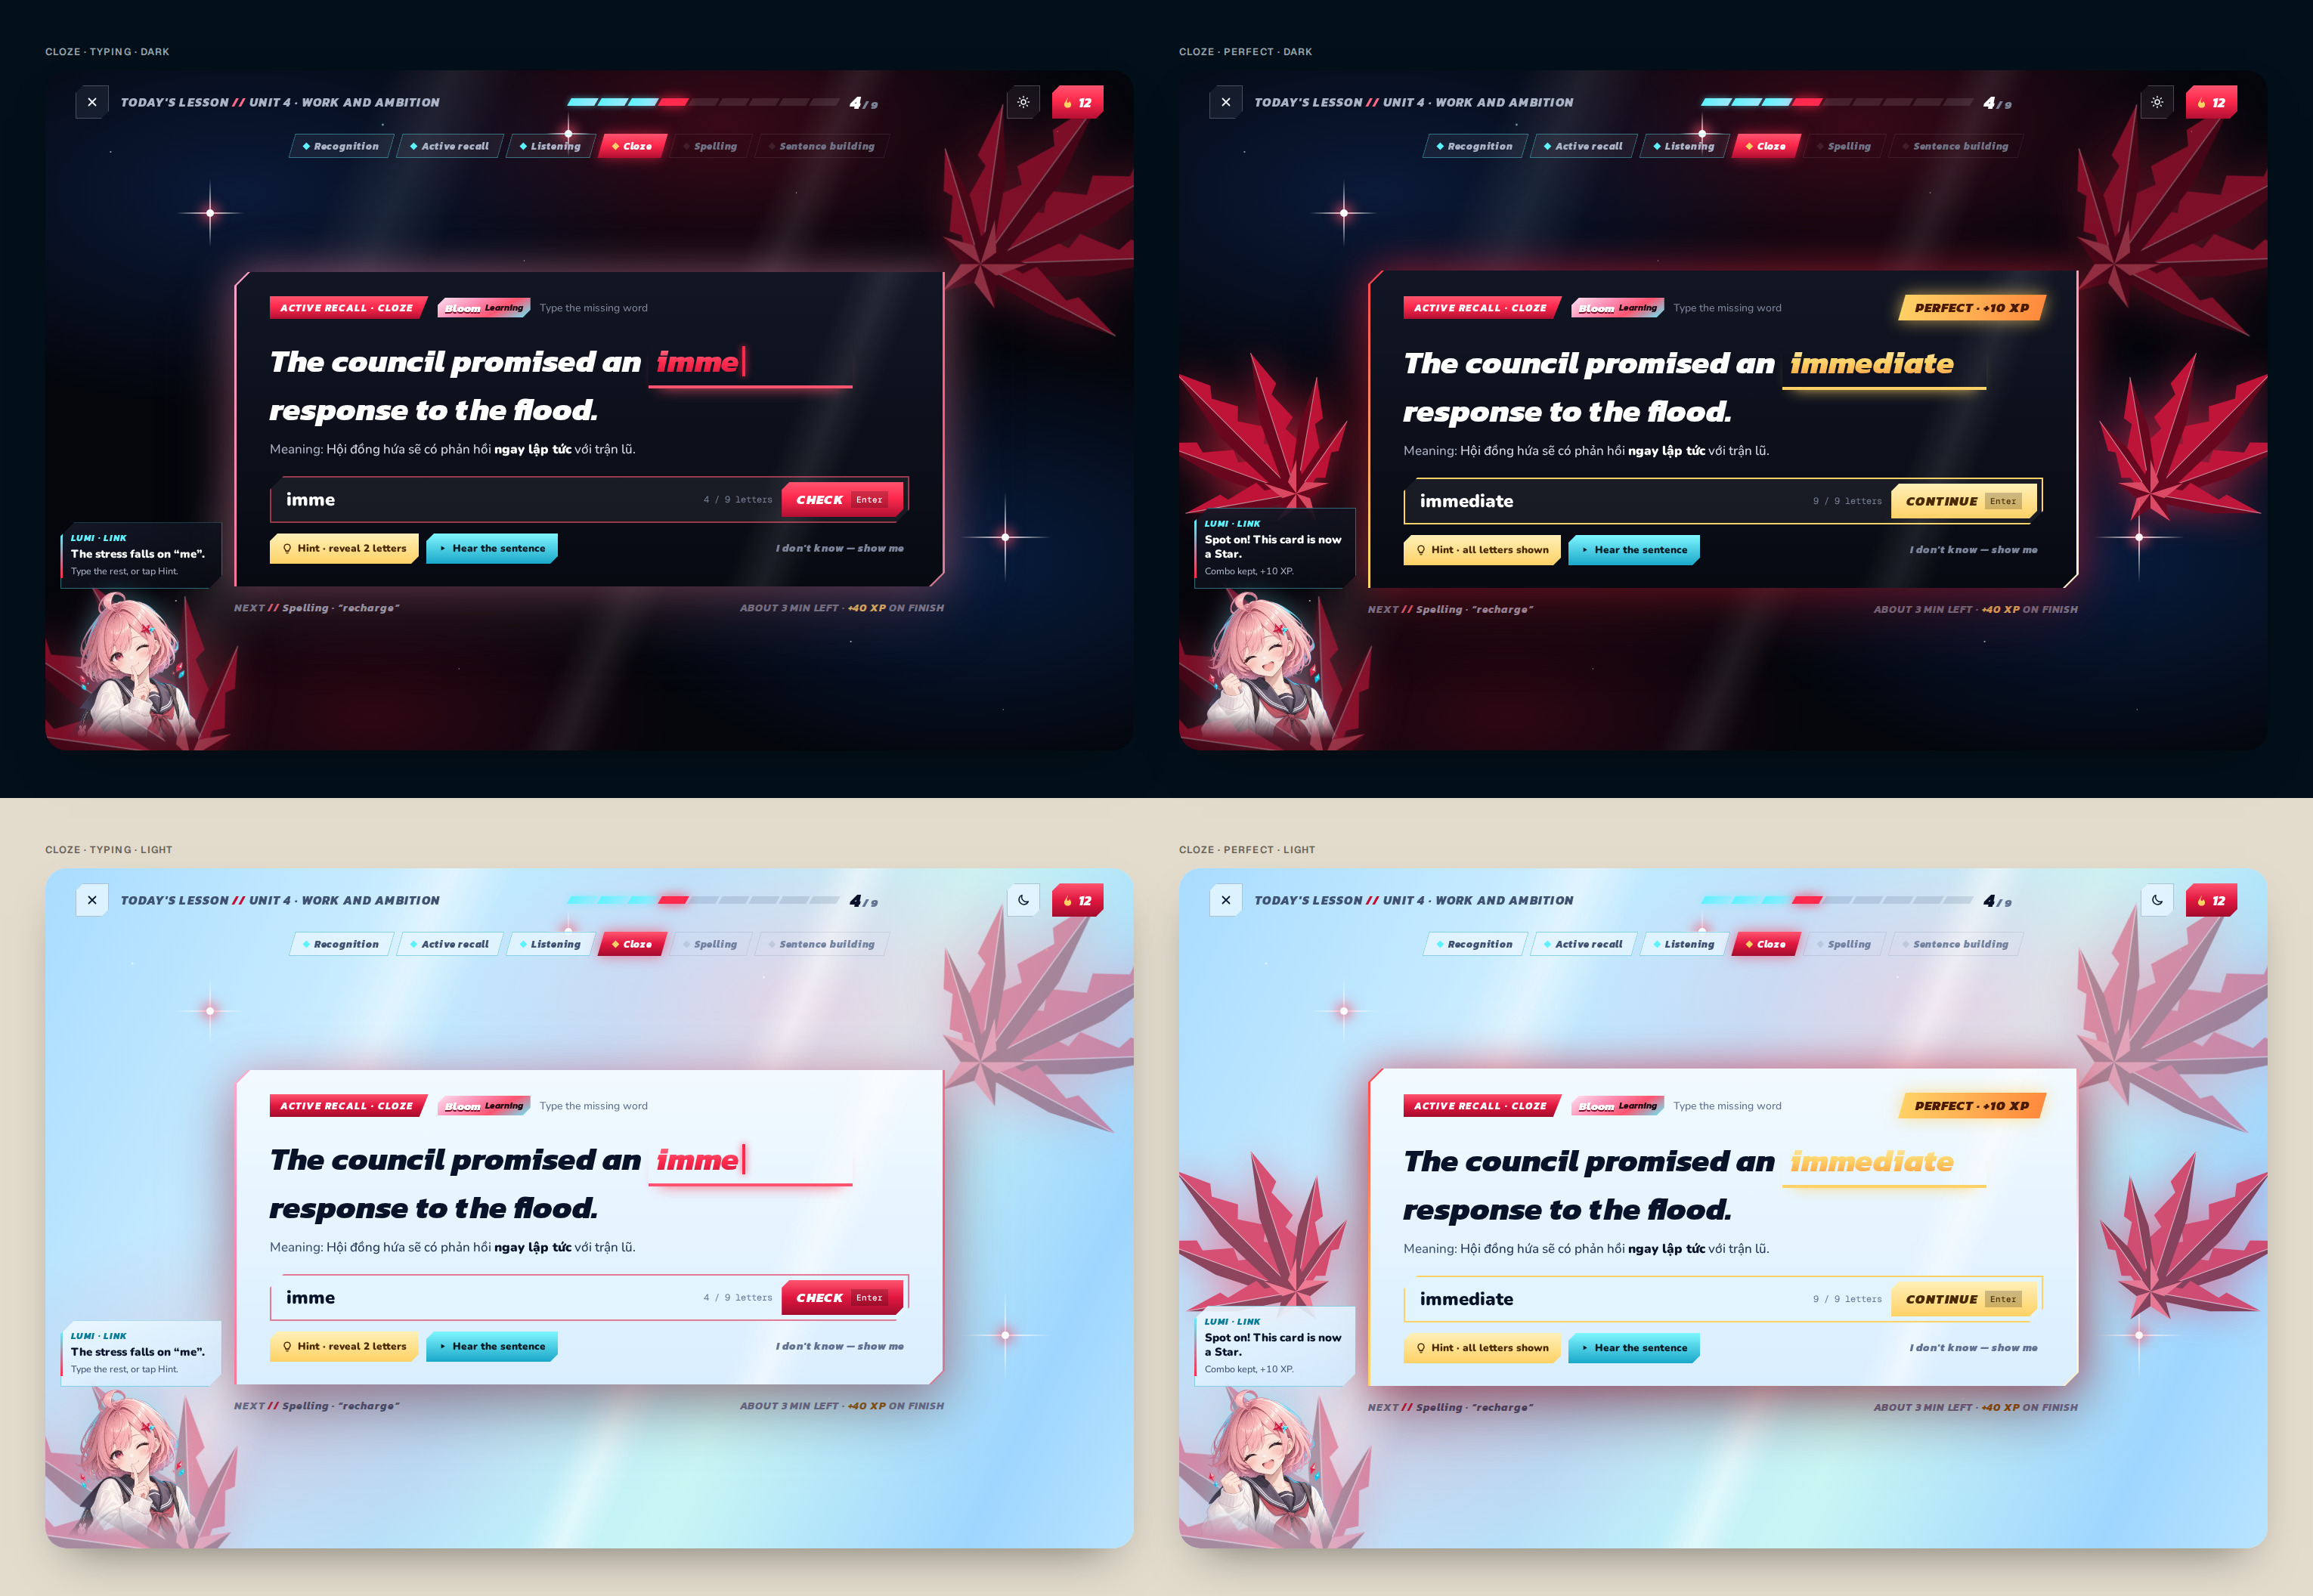 CLOZE · TYPING · DARK
TODAY'S LESSON // UNIT 4 · WORK AND AMBITION
4 / 9
12
Recognition
Active recall
Listening
Cloze
Spelling
Sentence building
ACTIVE RECALL · CLOZE
Bloom Learning
Type the missing word
The council promised an imme
response to the flood.
Meaning: Hội đồng hứa sẽ có phản hồi ngay lập tức với trận lũ.
imme
4 / 9 letters
CHECK Enter
Hint · reveal 2 letters
Hear the sentence
I don't know — show me
LUMI · LINK
The stress falls on “me”.
Type the rest, or tap Hint.
NEXT // Spelling · “recharge”
ABOUT 3 MIN LEFT · +40 XP ON FINISH
CLOZE · PERFECT · DARK
TODAY'S LESSON // UNIT 4 · WORK AND AMBITION
4 / 9
12
Recognition
Active recall
Listening
Cloze
Spelling
Sentence building
ACTIVE RECALL · CLOZE
Bloom Learning
Type the missing word
PERFECT · +10 XP
The council promised an immediate
response to the flood.
Meaning: Hội đồng hứa sẽ có phản hồi ngay lập tức với trận lũ.
immediate
9 / 9 letters
CONTINUE Enter
Hint · all letters shown
Hear the sentence
I don't know — show me
LUMI · LINK
Spot on! This card is now
a Star.
Combo kept, +10 XP.
NEXT // Spelling · “recharge”
ABOUT 3 MIN LEFT · +40 XP ON FINISH
CLOZE · TYPING · LIGHT
TODAY'S LESSON // UNIT 4 · WORK AND AMBITION
4 / 9
12
Recognition
Active recall
Listening
Cloze
Spelling
Sentence building
ACTIVE RECALL · CLOZE
Bloom Learning
Type the missing word
The council promised an imme
response to the flood.
Meaning: Hội đồng hứa sẽ có phản hồi ngay lập tức với trận lũ.
imme
4 / 9 letters
CHECK Enter
Hint · reveal 2 letters
Hear the sentence
I don't know — show me
LUMI · LINK
The stress falls on “me”.
Type the rest, or tap Hint.
NEXT // Spelling · “recharge”
ABOUT 3 MIN LEFT · +40 XP ON FINISH
CLOZE · PERFECT · LIGHT
TODAY'S LESSON // UNIT 4 · WORK AND AMBITION
4 / 9
12
Recognition
Active recall
Listening
Cloze
Spelling
Sentence building
ACTIVE RECALL · CLOZE
Bloom Learning
Type the missing word
PERFECT · +10 XP
The council promised an immediate
response to the flood.
Meaning: Hội đồng hứa sẽ có phản hồi ngay lập tức với trận lũ.
immediate
9 / 9 letters
CONTINUE Enter
Hint · all letters shown
Hear the sentence
I don't know — show me
LUMI · LINK
Spot on! This card is now
a Star.
Combo kept, +10 XP.
NEXT // Spelling · “recharge”
ABOUT 3 MIN LEFT · +40 XP ON FINISH